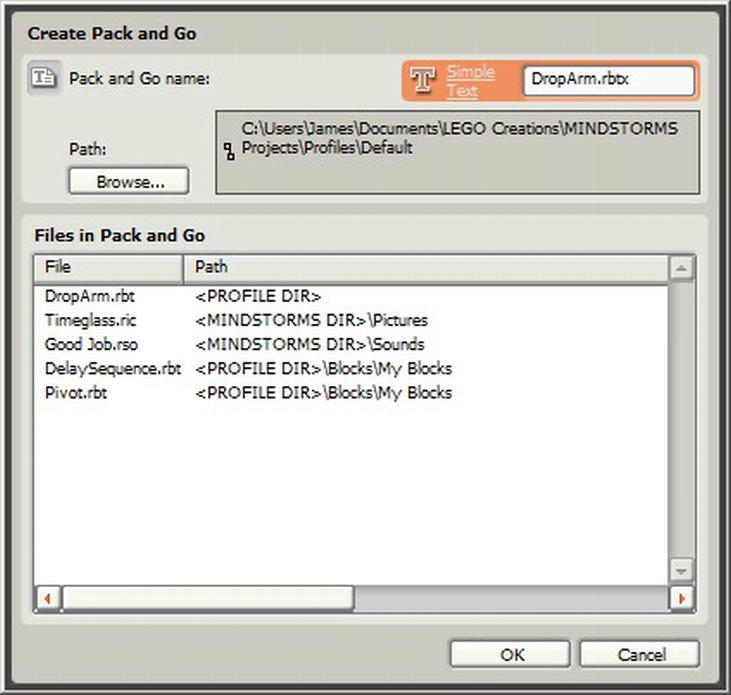 Create Pack and Go
Pack and Go name:
Simple
Text
DropArm.rbtx
Path:
C:\Users\James\Documents\LEGO Creations\MINDSTORMS
Projects\Profiles\Default
Browse...
Files in Pack and Go
File Path
DropArm.rbt <PROFILE DIR>
Timeglass.ric <MINDSTORMS DIR>\Pictures
Good Job.rso <MINDSTORMS DIR>\Sounds
DelaySequence.rbt <PROFILE DIR>\Blocks\My Blocks
Pivot.rbt <PROFILE DIR>\Blocks\My Blocks
OK Cancel